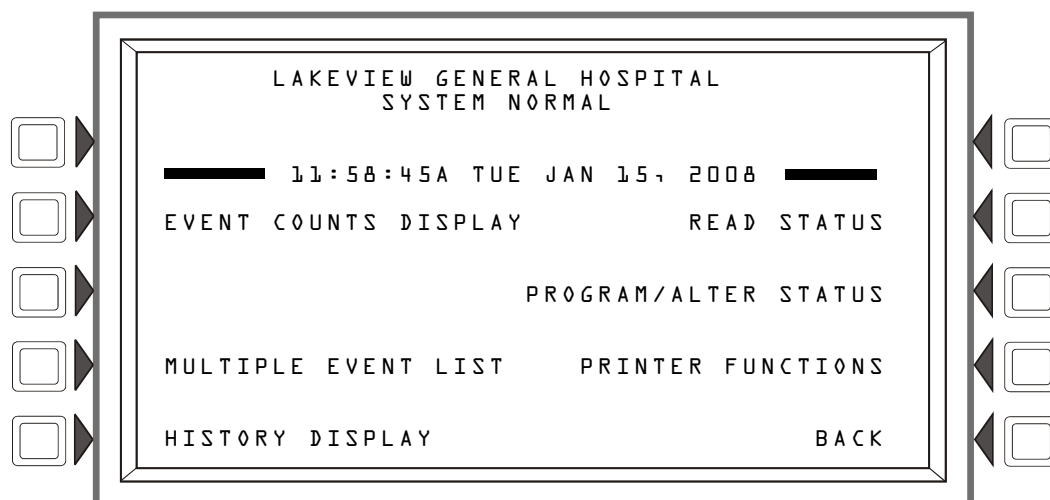 LAKEVIEW GENERAL HOSPITAL
SYSTEM NORMAL
11:58:45A TUE JAN 15, 2008
EVENT COUNTS DISPLAY READ STATUS
PROGRAM/ALTER STATUS
MULTIPLE EVENT LIST PRINTER FUNCTIONS
HISTORY DISPLAY BACK